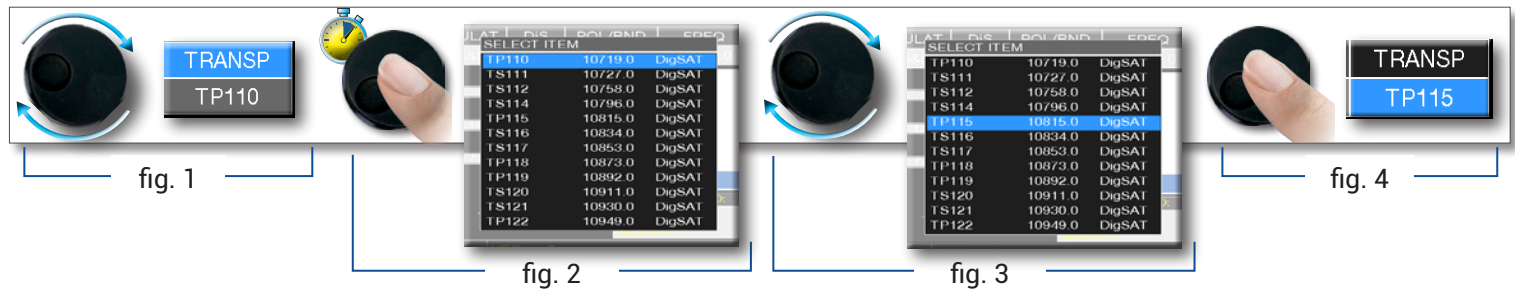 TRANSP
TP110
SELECT ITEM
TP110 10719.0 DigSAT
TS111 10727.0 DigSAT
TS112 10758.0 DigSAT
TS114 10796.0 DigSAT
TP115 10815.0 DigSAT
TS116 10834.0 DigSAT
TS117 10853.0 DigSAT
TP118 10873.0 DigSAT
TP119 10892.0 DigSAT
TS120 10911.0 DigSAT
TS121 10930.0 DigSAT
TP122 10949.0 DigSAT
SELECT ITEM
TP110 10719.0 DigSAT
TS111 10727.0 DigSAT
TS112 10758.0 DigSAT
TS114 10796.0 DigSAT
TP115 10815.0 DigSAT
TS116 10834.0 DigSAT
TS117 10853.0 DigSAT
TP118 10873.0 DigSAT
TP119 10892.0 DigSAT
TS120 10911.0 DigSAT
TS121 10930.0 DigSAT
TP122 10949.0 DigSAT
TRANSP
TP115
fig. 1
fig. 2
fig. 3
fig. 4